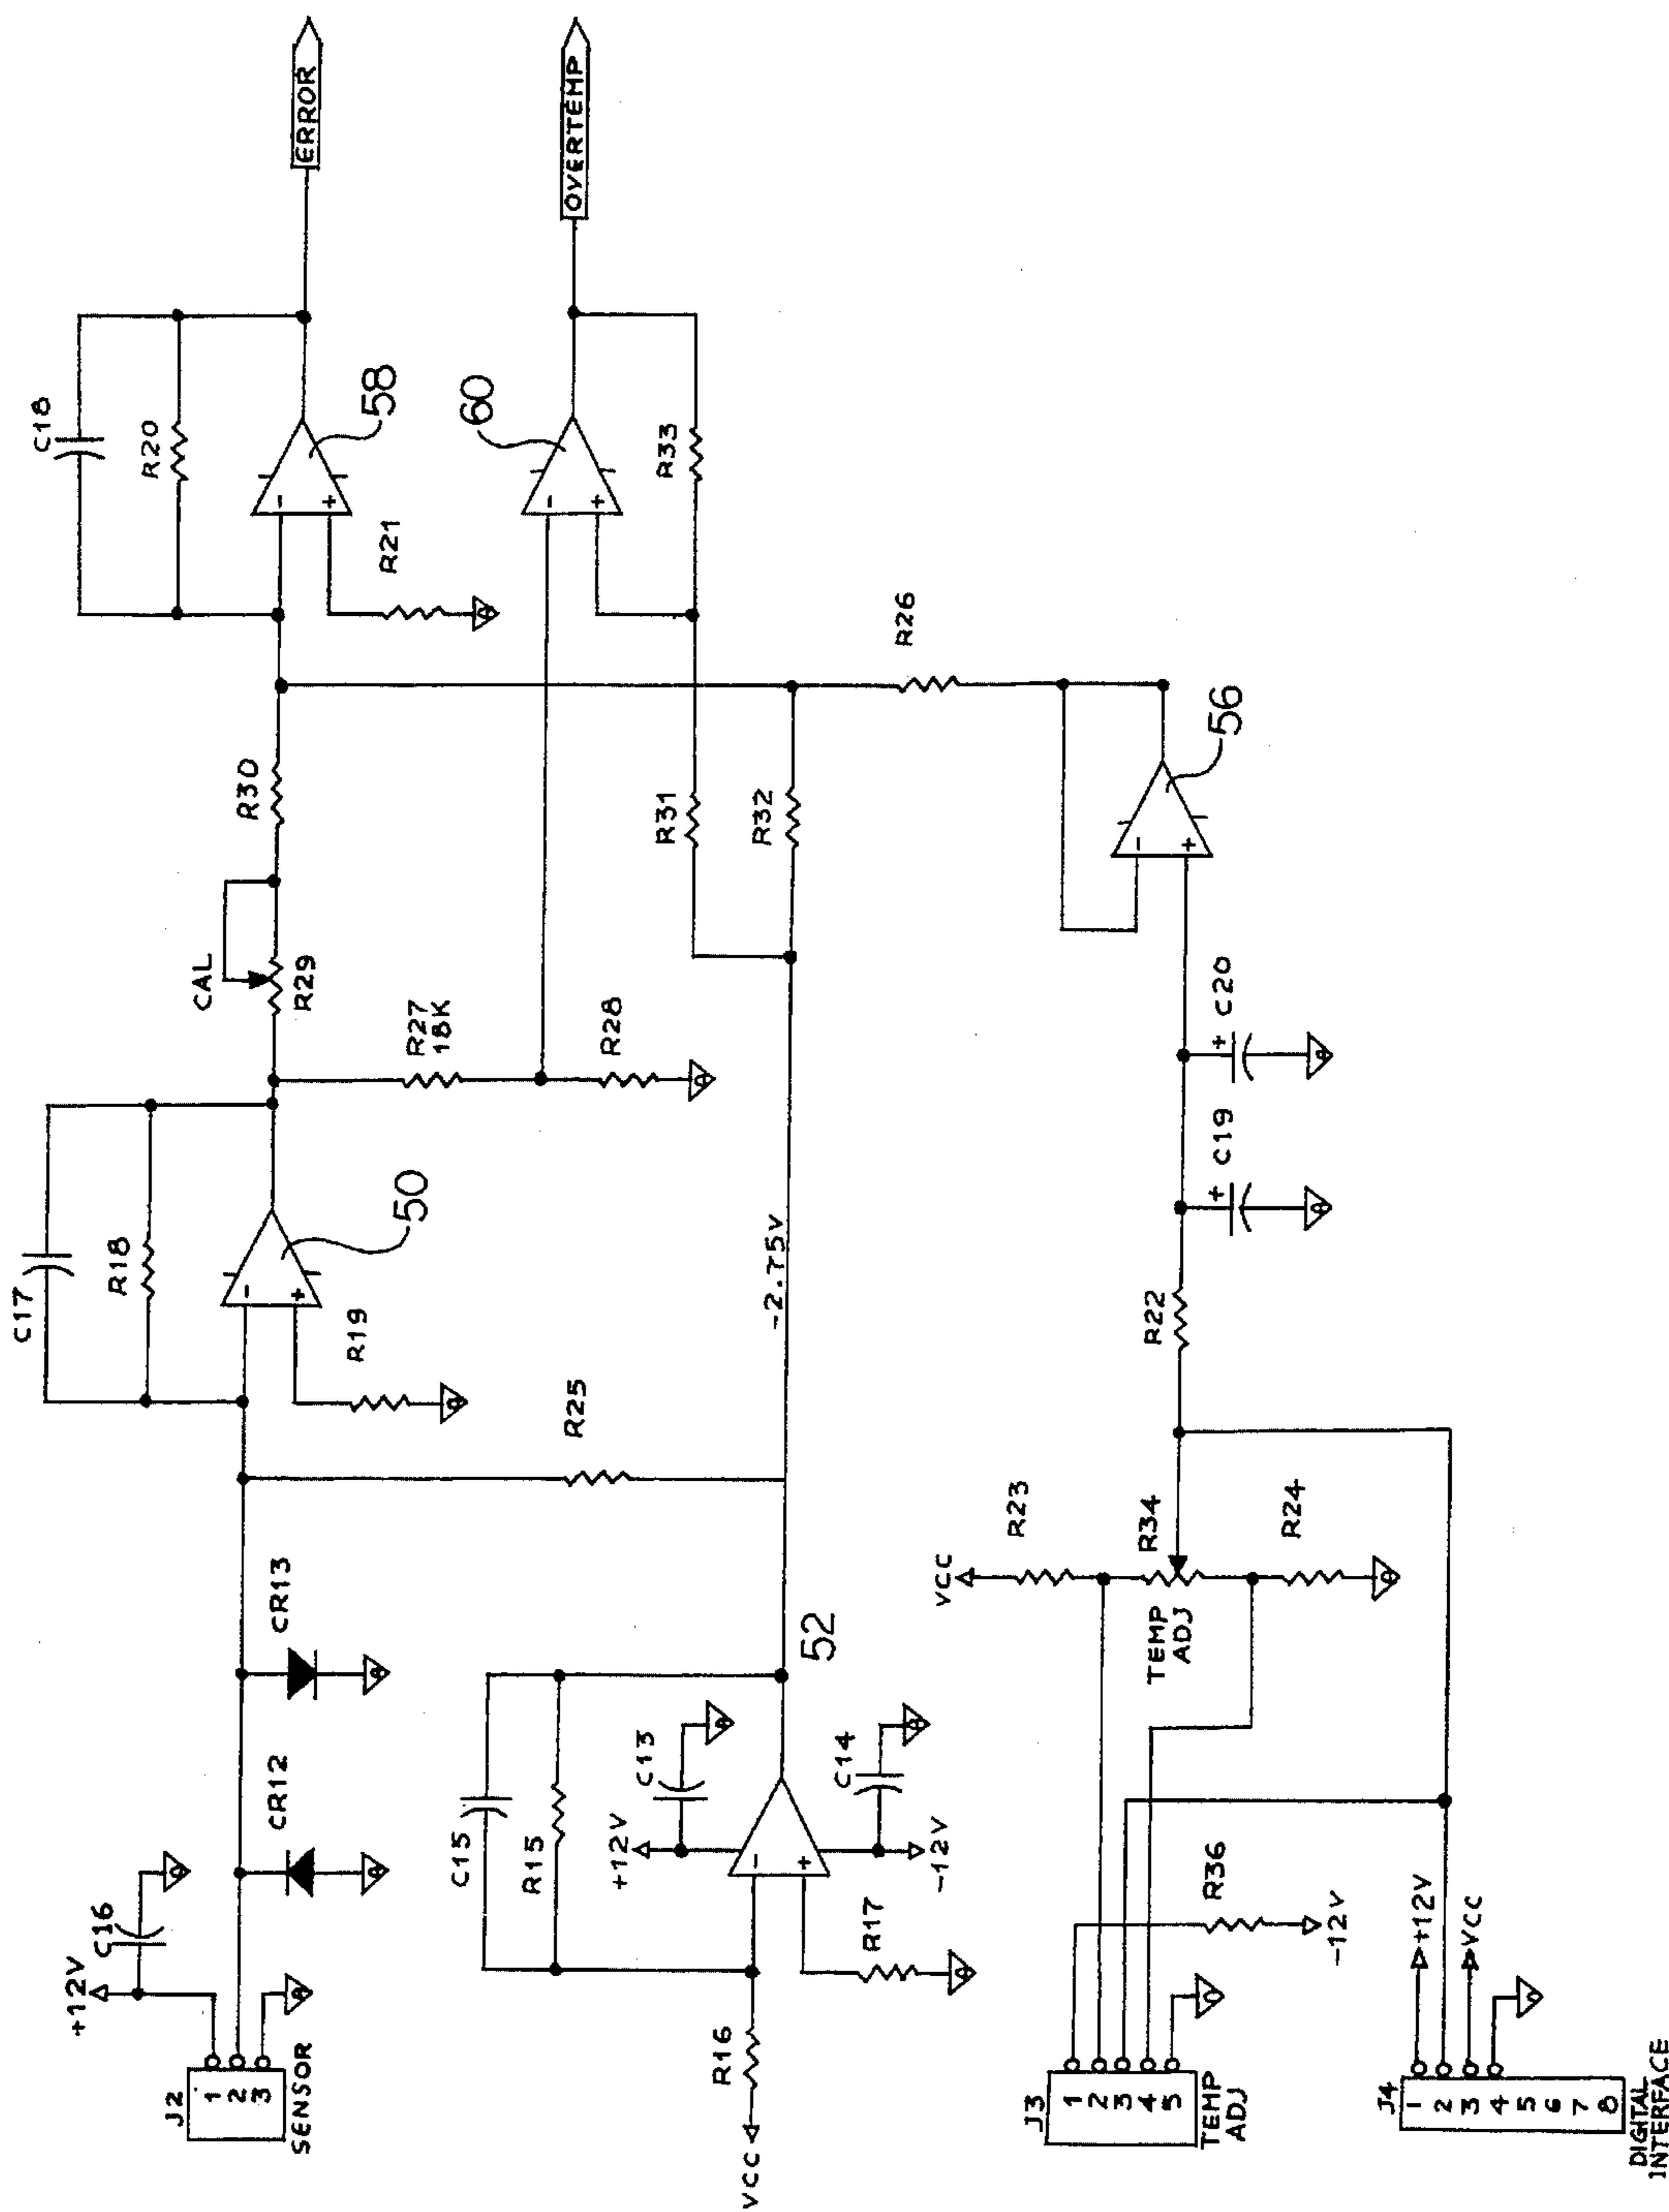 ERROR
OVERTEMP
C18
R20
58
60
R21
R33
R26
R30
CAL
R29
R31
R32
56
R27
18K
R28
C20
C19
C17
R18
50
R19
-2.75V
R22
R25
R23
VCC
R34
TEMP
ADJ
R24
CR13
CR12
52
C15
R15
C13
+12V
C14
-12V
R17
R16
VCC
C16
+12V
J2
1
2
3
SENSOR
R36
-12V
J3
1
2
3
4
5
TEMP
ADJ
+12V
VCC
J4
1
2
3
4
5
6
7
8
DIGITAL
INTERFACE